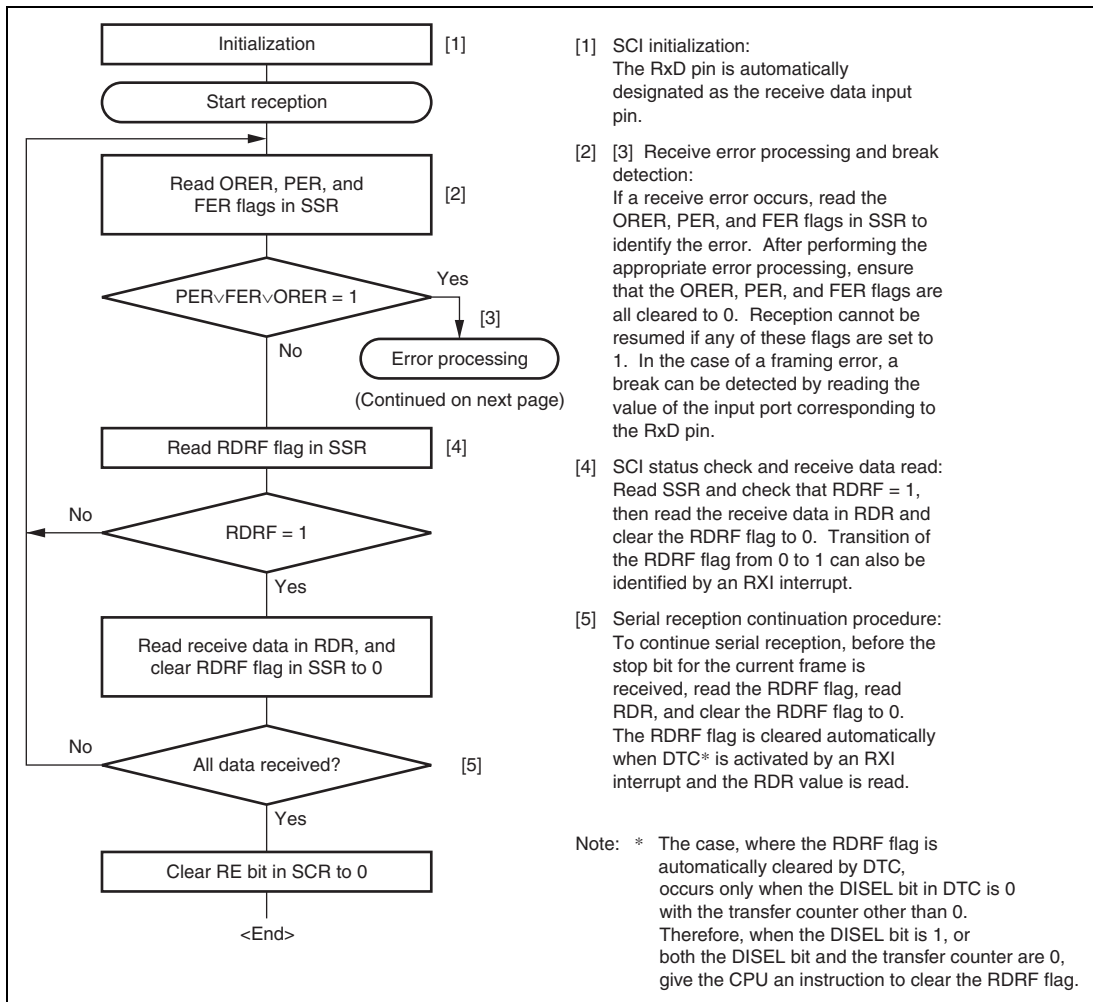 Initialization
[1]
Start reception
Read ORER, PER, and
FER flags in SSR
[2]
PER∨FER∨ORER = 1
Yes
[3]
No
Error processing
(Continued on next page)
Read RDRF flag in SSR
[4]
No
RDRF = 1
Yes
Read receive data in RDR, and
clear RDRF flag in SSR to 0
No
All data received?
[5]
Yes
Clear RE bit in SCR to 0
<End>
[1] SCI initialization:
The RxD pin is automatically
designated as the receive data input
pin.
[2] [3] Receive error processing and break
detection:
If a receive error occurs, read the
ORER, PER, and FER flags in SSR to
identify the error. After performing the
appropriate error processing, ensure
that the ORER, PER, and FER flags are
all cleared to 0. Reception cannot be
resumed if any of these flags are set to
1. In the case of a framing error, a
break can be detected by reading the
value of the input port corresponding to
the RxD pin.
[4] SCI status check and receive data read:
Read SSR and check that RDRF = 1,
then read the receive data in RDR and
clear the RDRF flag to 0. Transition of
the RDRF flag from 0 to 1 can also be
identified by an RXI interrupt.
[5] Serial reception continuation procedure:
To continue serial reception, before the
stop bit for the current frame is
received, read the RDRF flag, read
RDR, and clear the RDRF flag to 0.
The RDRF flag is cleared automatically
when DTC* is activated by an RXI
interrupt and the RDR value is read.
Note: * The case, where the RDRF flag is
automatically cleared by DTC,
occurs only when the DISEL bit in DTC is 0
with the transfer counter other than 0.
Therefore, when the DISEL bit is 1, or
both the DISEL bit and the transfer counter are 0,
give the CPU an instruction to clear the RDRF flag.